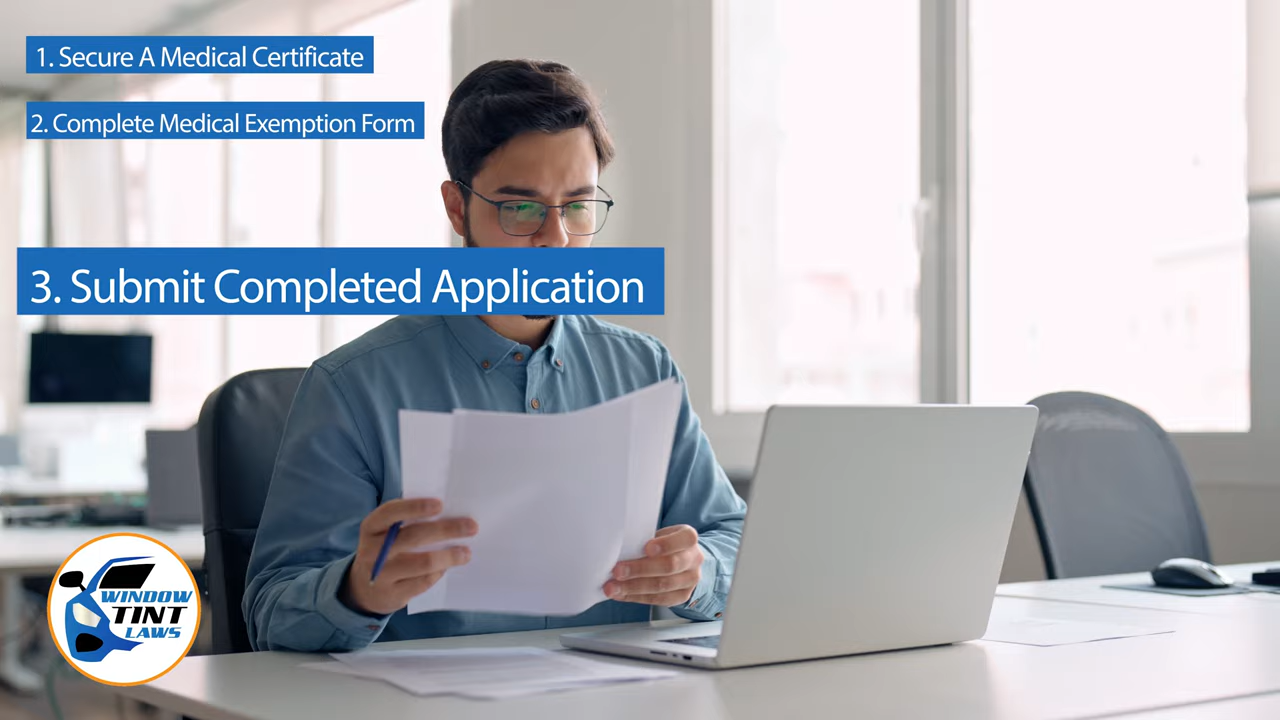 1. Secure A Medical Certificate
2. Complete Medical Exemption Form
3. Submit Completed Application
WINDOW
TINT
LAWS